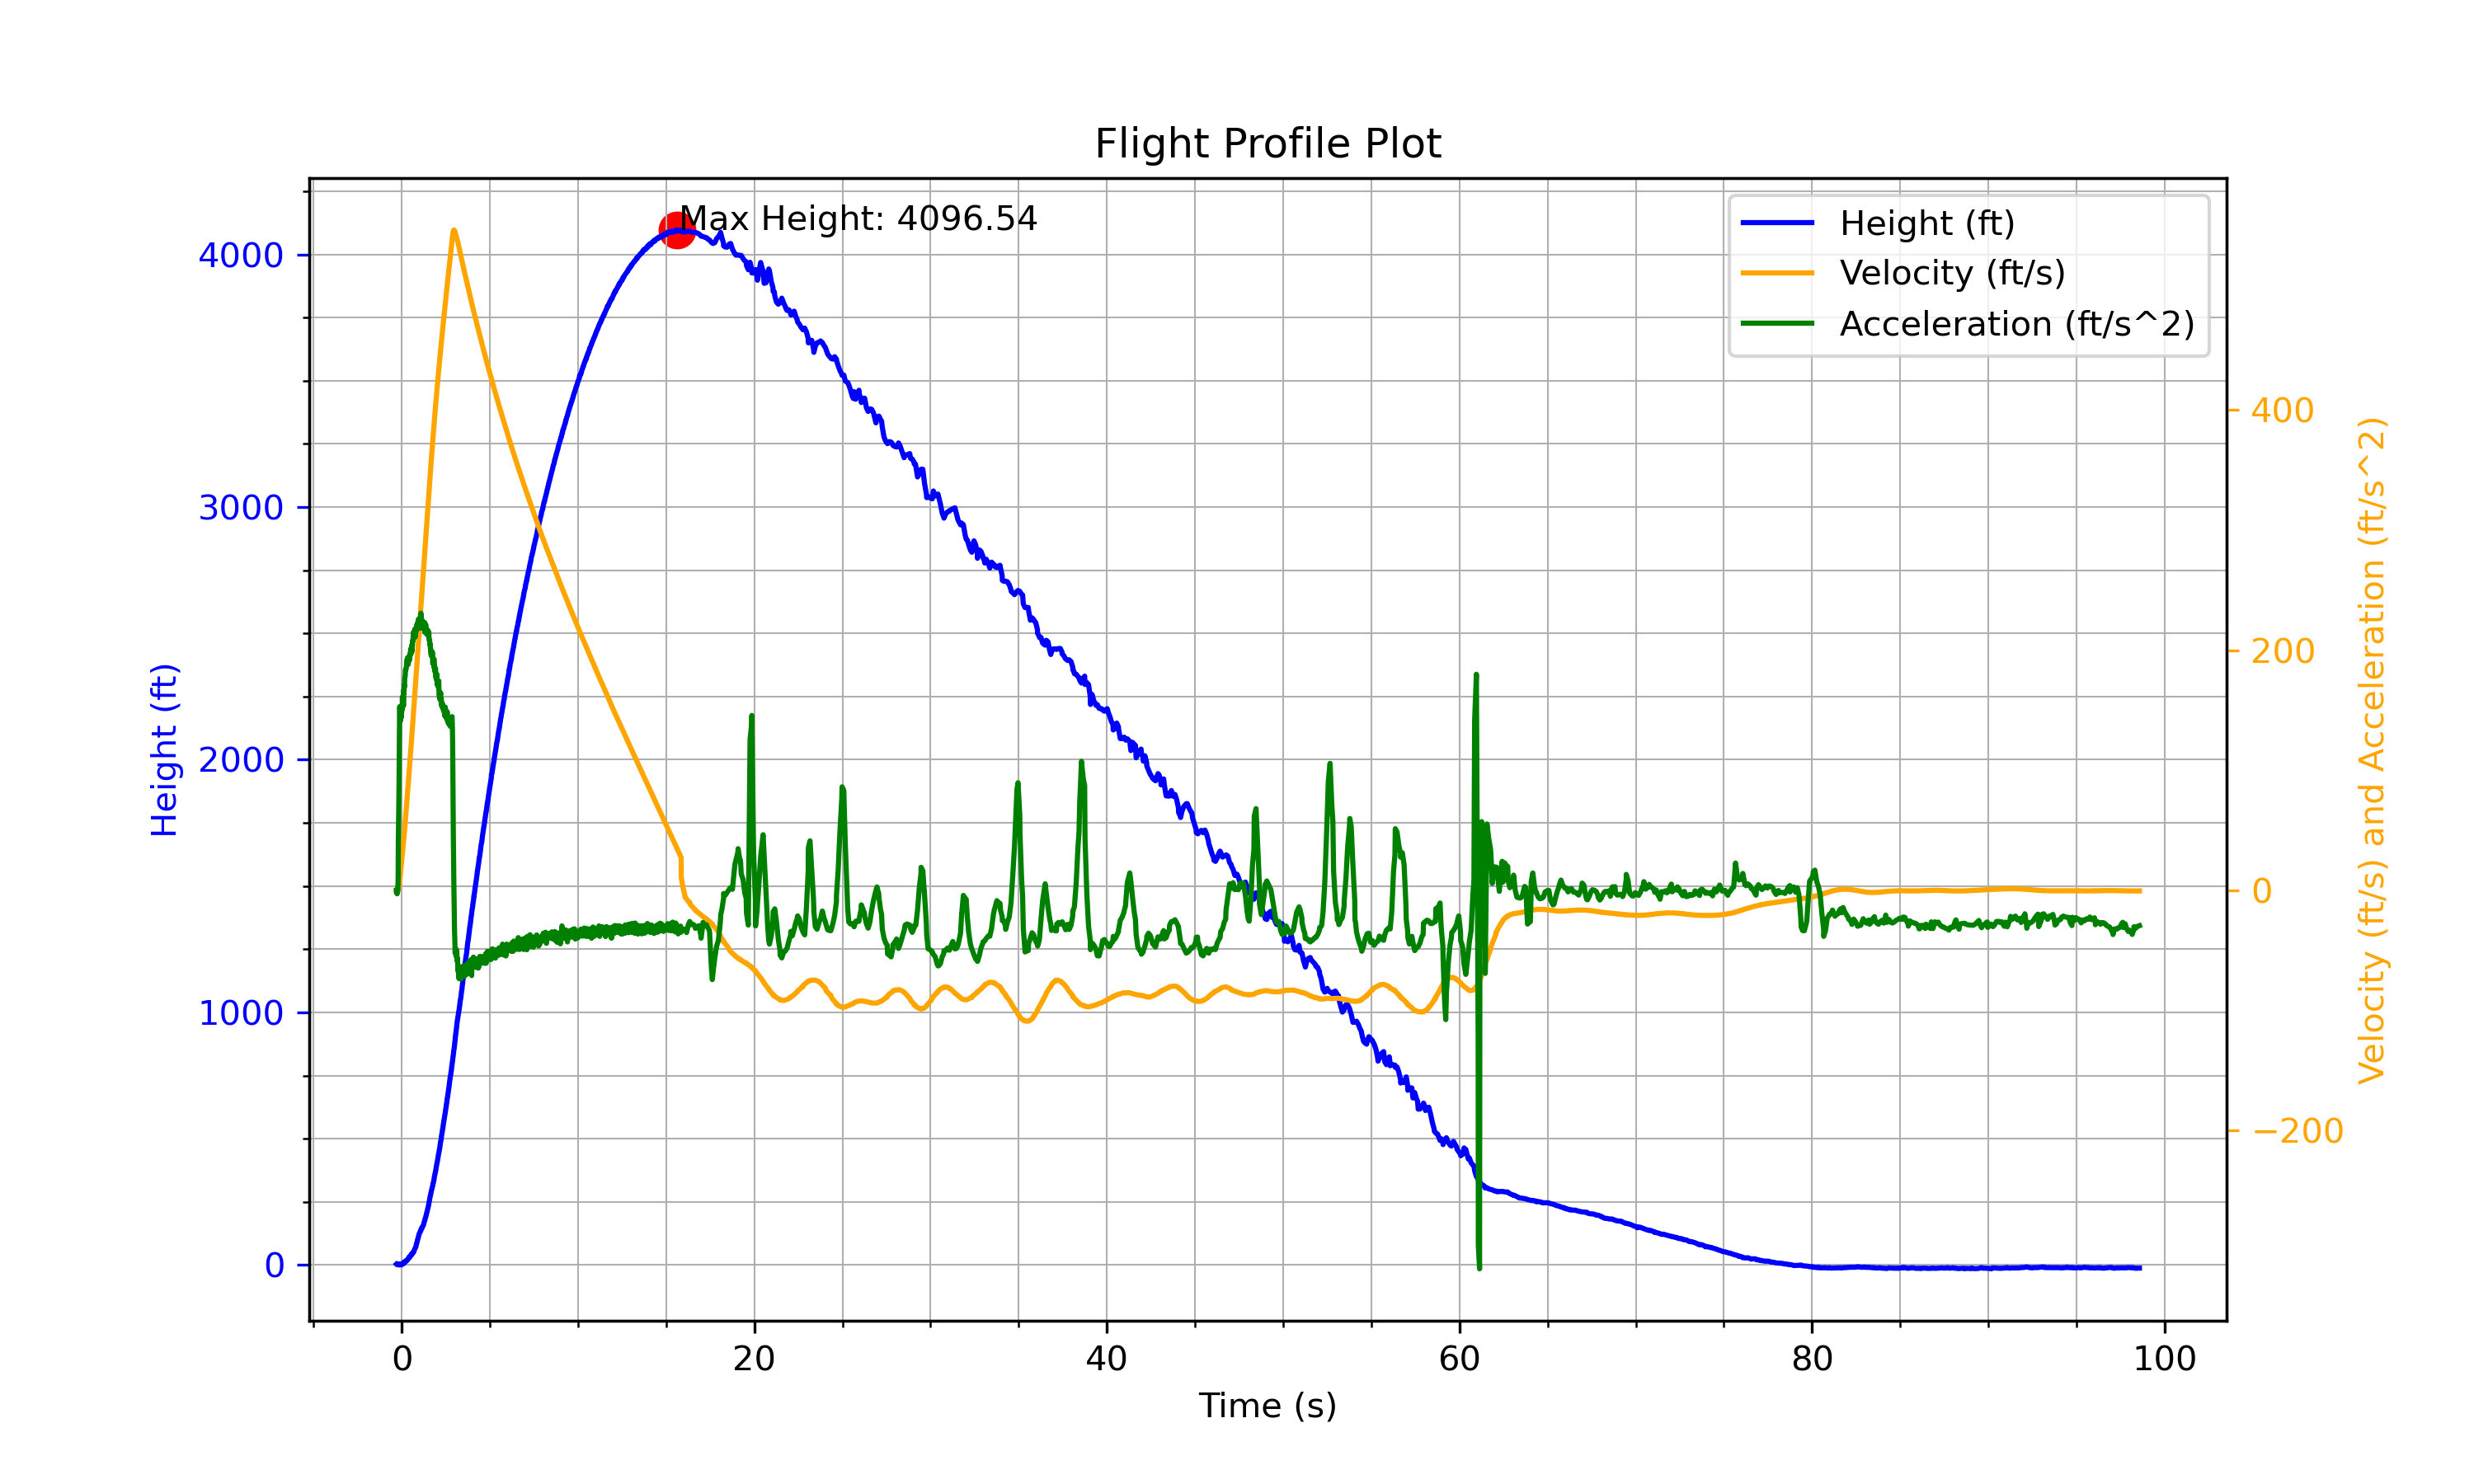 Flight Profile Plot
Max Height: 4096.54
Height (ft)
Velocity (ft/s)
Acceleration (ft/s^2)
4000
3000
2000
1000
0
Height (ft)
400
200
0
−200
Velocity (ft/s) and Acceleration (ft/s^2)
0 20 40 60 80 100
Time (s)